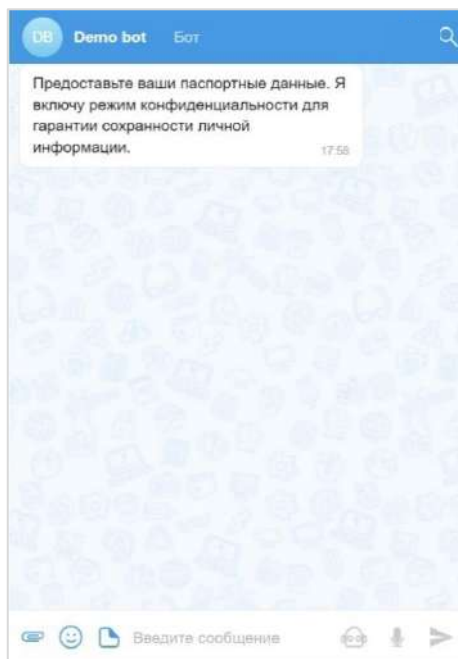 DB Demo bot Бот
Предоставьте ваши паспортные данные. Я
включу режим конфиденциальности для
гарантии сохранности личной
информации.
17:58
Введите сообщение